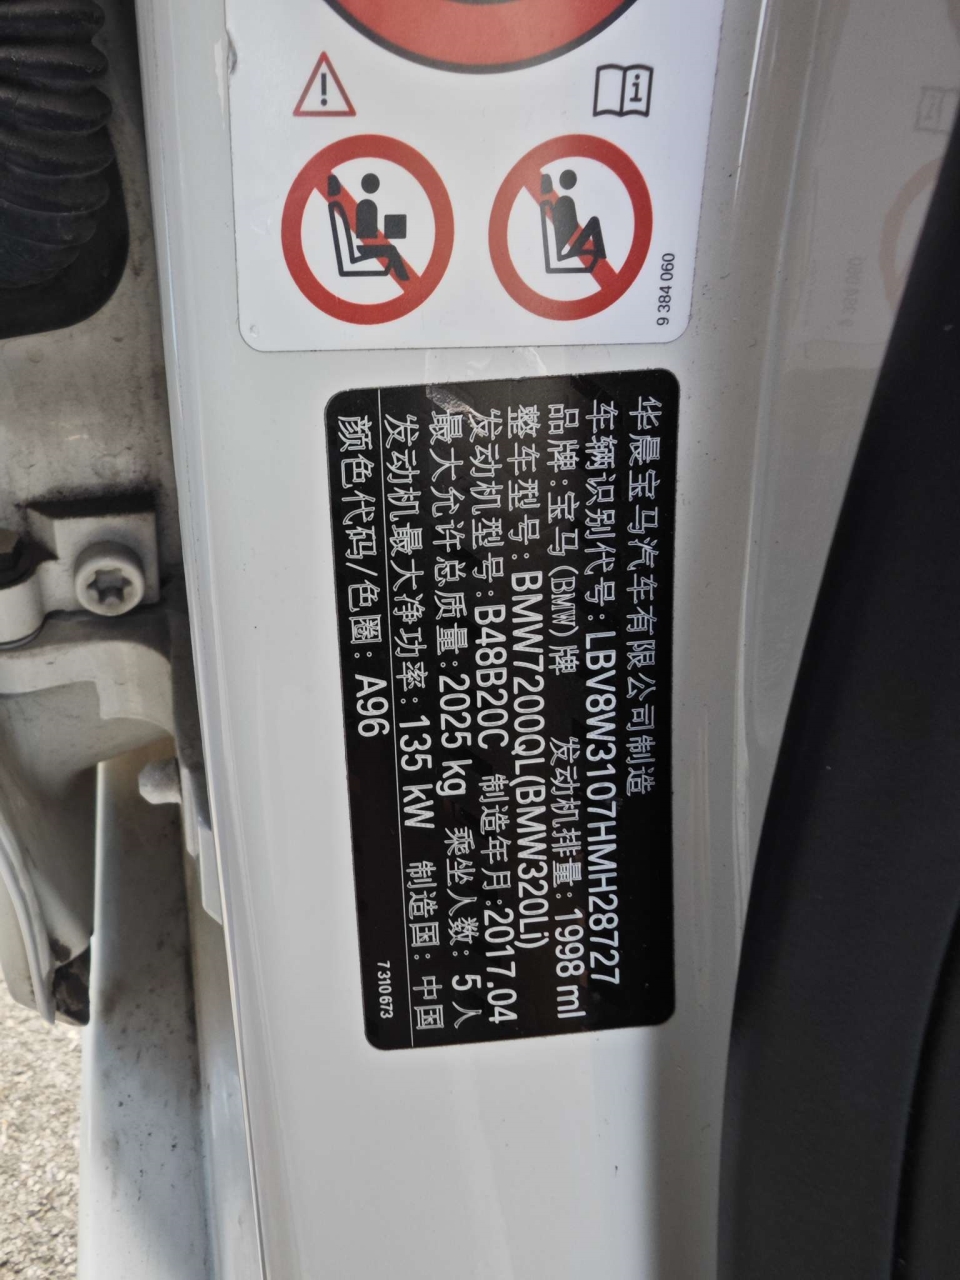 9 384 060
华晨宝马汽车有限公司制造
车辆识别代号:LBV8W3107HMH28727
品牌:宝马(BMW)牌 发动机排量:1998 ml
整车型号:BMW7200QL(BMW320Li)
发动机型号:B48B20C 制造年月:2017.04
最大允许总质量:2025 kg 乘坐人数:5 人
发动机最大净功率:135 kW 制造国:中国
颜色代码/色圈:A96
7 310 673